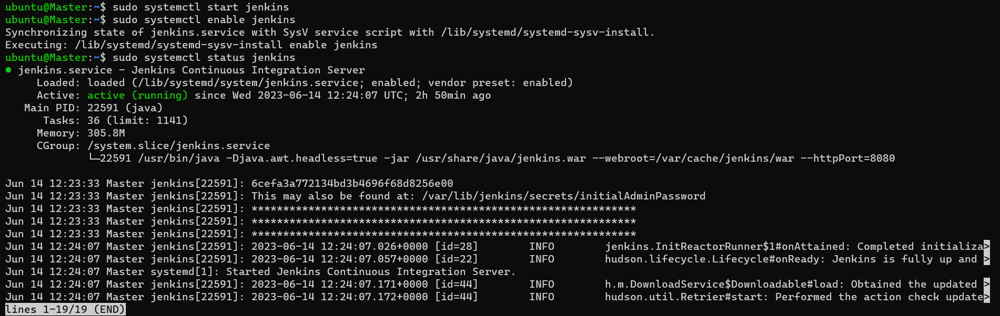 ubuntu@Master:~$ sudo systemctl start jenkins
ubuntu@Master:~$ sudo systemctl enable jenkins
Synchronizing state of jenkins.service with SysV service script with /lib/systemd/systemd-sysv-install.
Executing: /lib/systemd/systemd-sysv-install enable jenkins
ubuntu@Master:~$ sudo systemctl status jenkins
● jenkins.service - Jenkins Continuous Integration Server
     Loaded: loaded (/lib/systemd/system/jenkins.service; enabled; vendor preset: enabled)
     Active: active (running) since Wed 2023-06-14 12:24:07 UTC; 2h 50min ago
   Main PID: 22591 (java)
      Tasks: 36 (limit: 1141)
     Memory: 305.8M
     CGroup: /system.slice/jenkins.service
             └─22591 /usr/bin/java -Djava.awt.headless=true -jar /usr/share/java/jenkins.war --webroot=/var/cache/jenkins/war --httpPort=8080
Jun 14 12:23:33 Master jenkins[22591]: 6cefa3a772134bd3b4696f68d8256e00
Jun 14 12:23:33 Master jenkins[22591]: This may also be found at: /var/lib/jenkins/secrets/initialAdminPassword
Jun 14 12:23:33 Master jenkins[22591]: *************************************************************
Jun 14 12:23:33 Master jenkins[22591]: *************************************************************
Jun 14 12:23:33 Master jenkins[22591]: *************************************************************
Jun 14 12:24:07 Master jenkins[22591]: 2023-06-14 12:24:07.026+0000 [id=28]        INFO        jenkins.InitReactorRunner$1#onAttained: Completed initializa>
Jun 14 12:24:07 Master jenkins[22591]: 2023-06-14 12:24:07.057+0000 [id=22]        INFO        hudson.lifecycle.Lifecycle#onReady: Jenkins is fully up and >
Jun 14 12:24:07 Master systemd[1]: Started Jenkins Continuous Integration Server.
Jun 14 12:24:07 Master jenkins[22591]: 2023-06-14 12:24:07.171+0000 [id=44]        INFO        h.m.DownloadService$Downloadable#load: Obtained the updated >
Jun 14 12:24:07 Master jenkins[22591]: 2023-06-14 12:24:07.172+0000 [id=44]        INFO        hudson.util.Retrier#start: Performed the action check update>
lines 1-19/19 (END)